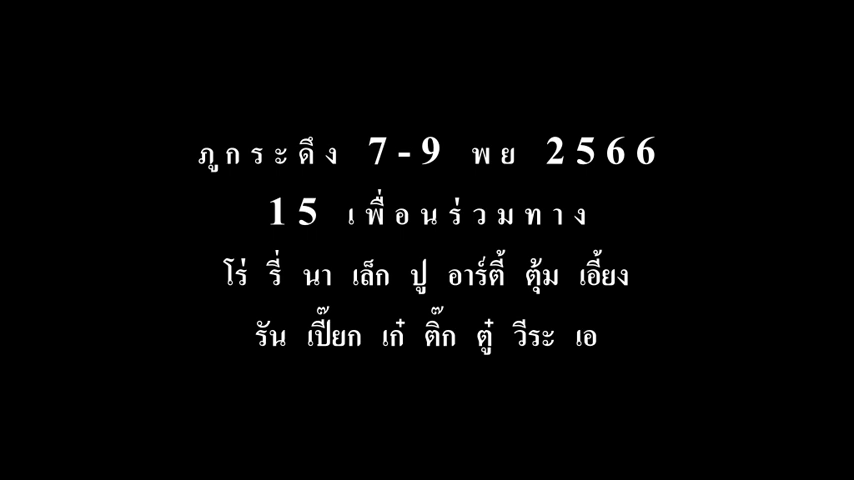 ภูกระดึง 7-9 พย 2566
15 เพื่อนร่วมทาง
โร่ รี่ นา เล็ก ปู อาร์ตี้ ตุ้ม เอี้ยง
รัน เปี๊ยก เก๋ ติ๊ก ตู๋ วีระ เอ